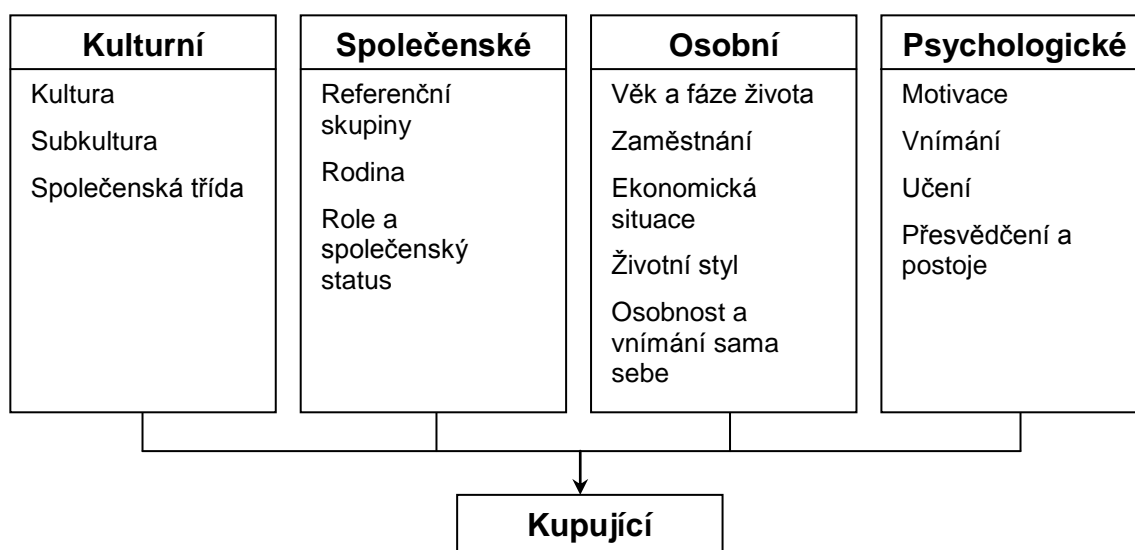 Kulturní
Kultura
Subkultura
Společenská třída
Společenské
Referenční
skupiny
Rodina
Role a
společenský
status
Osobní
Věk a fáze života
Zaměstnání
Ekonomická
situace
Životní styl
Osobnost a
vnímání sama
sebe
Psychologické
Motivace
Vnímání
Učení
Přesvědčení a
postoje
Kupující